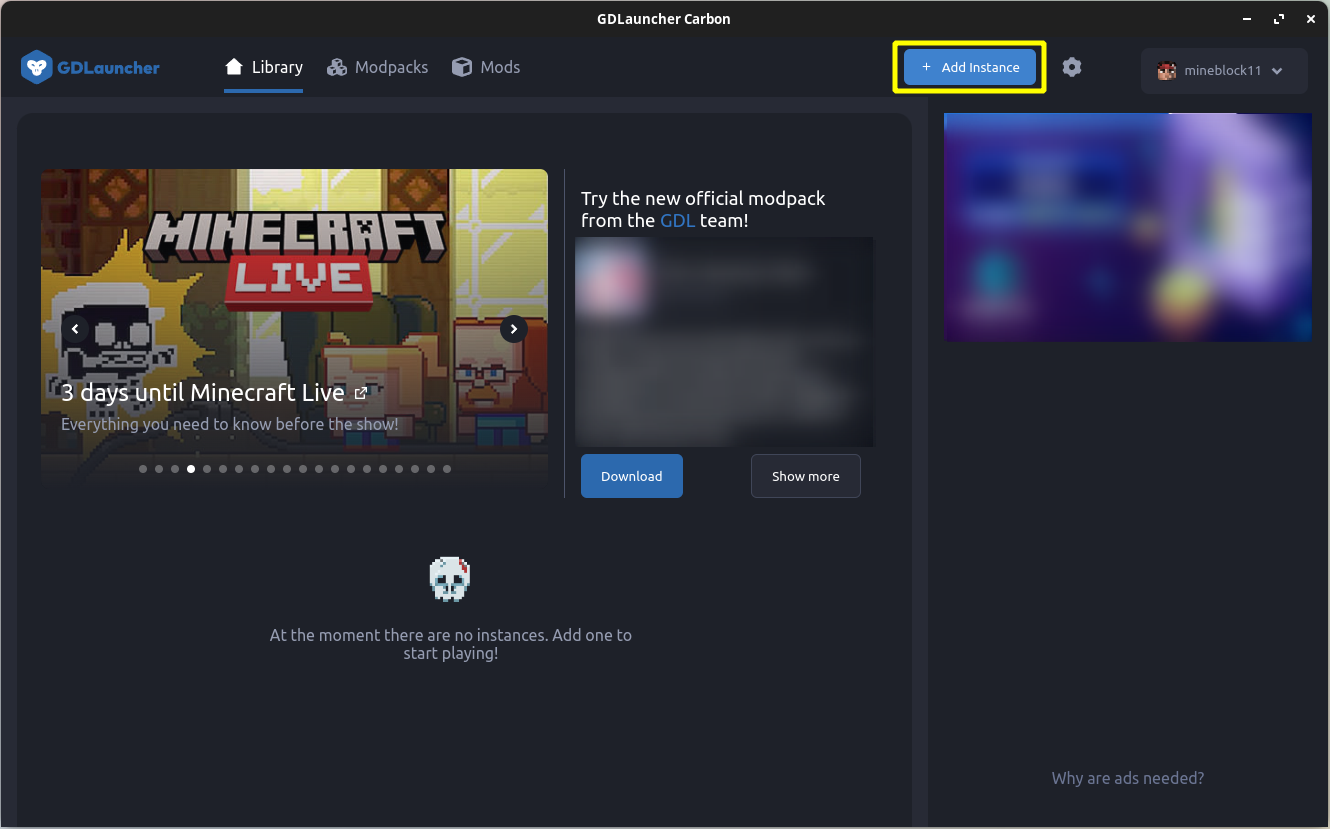 GDLauncher Carbon
GDLauncher
Library
Modpacks
Mods
+ Add Instance
mineblock11
MINECRAFT
LIVE
3 days until Minecraft Live
Everything you need to know before the show!
Try the new official modpack
from the GDL team!
Download
Show more
At the moment there are no instances. Add one to
start playing!
Why are ads needed?